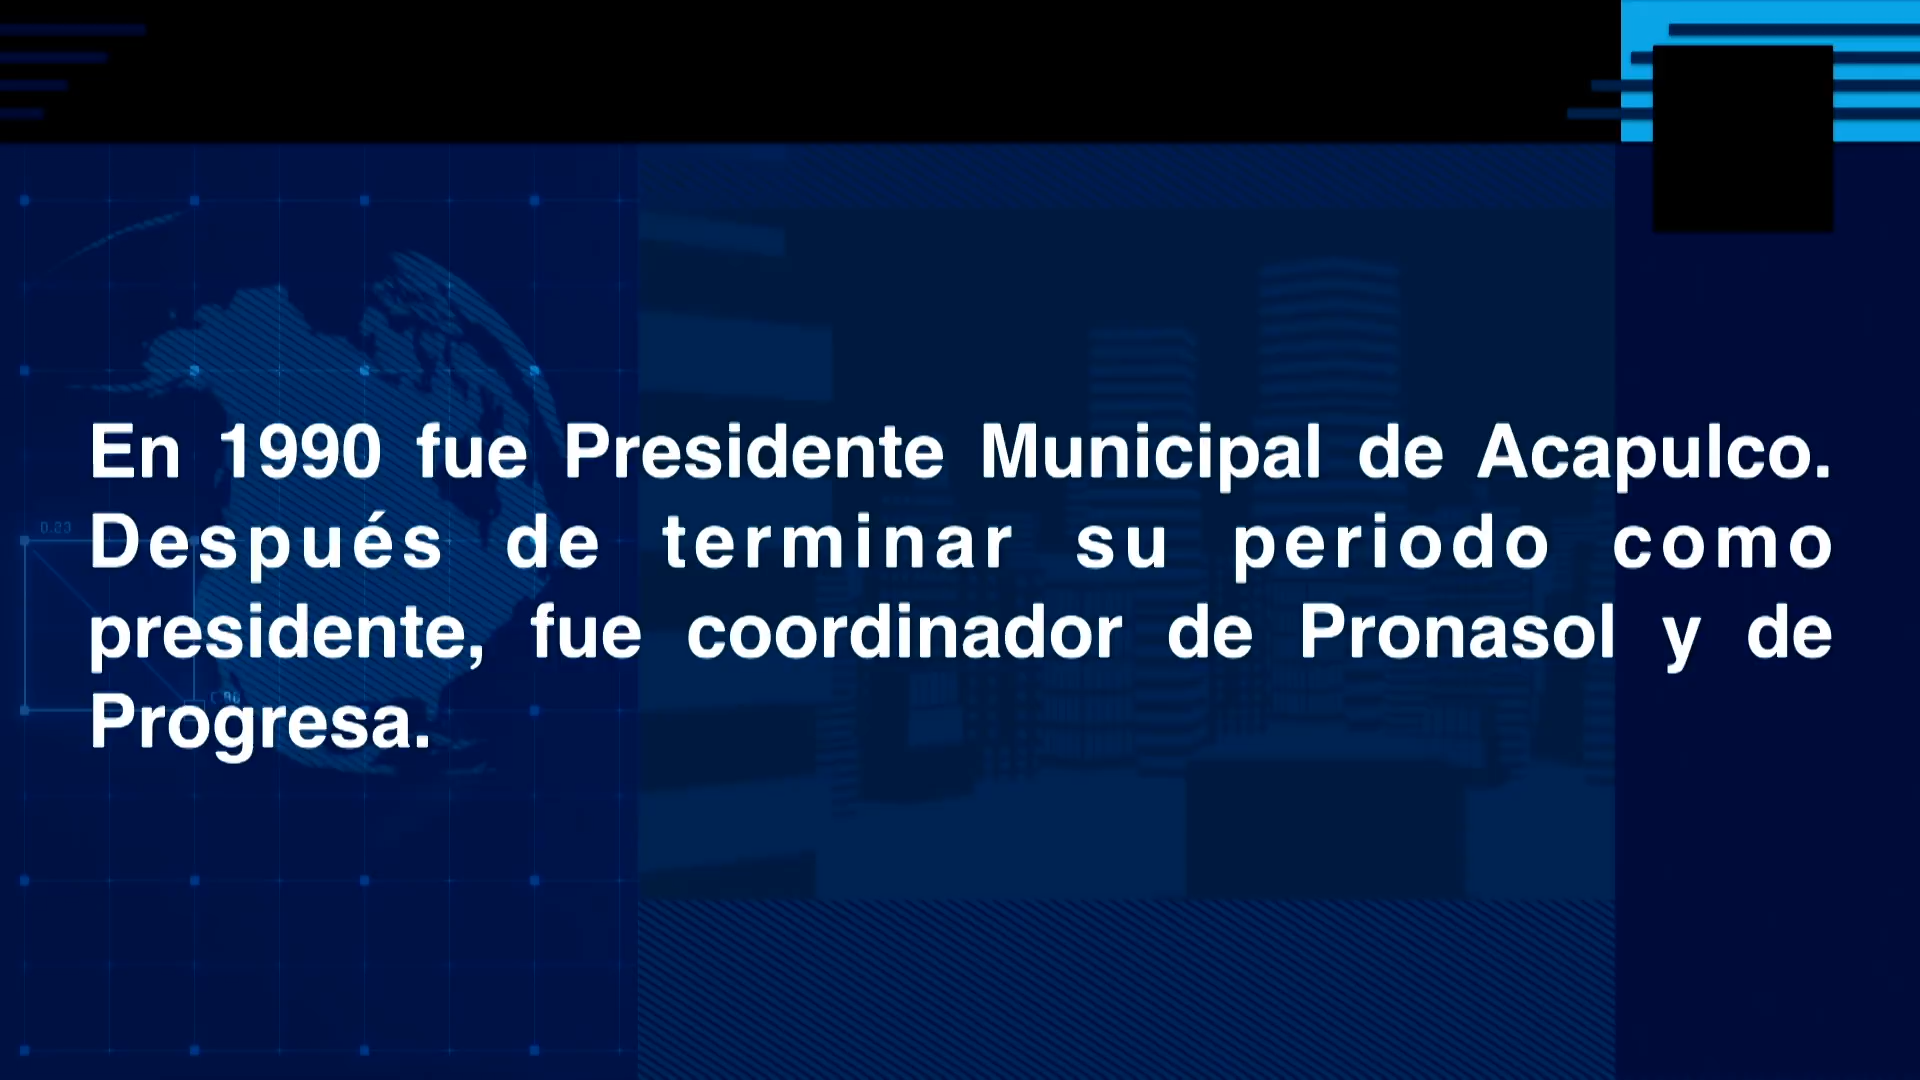 En 1990 fue Presidente Municipal de Acapulco.
Después de terminar su periodo como
presidente, fue coordinador de Pronasol y de
Progresa.